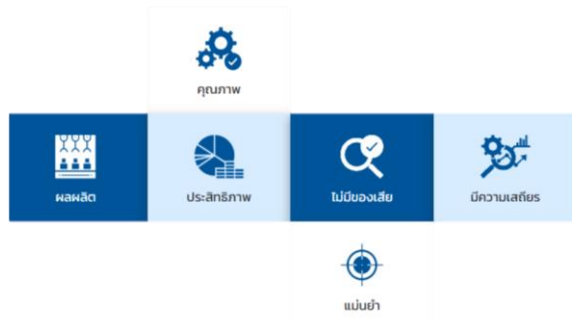 คุณภาพ
ผลผลิต
ประสิทธิภาพ
ไม่มีของเสีย
มีความเสถียร
แม่นยำ